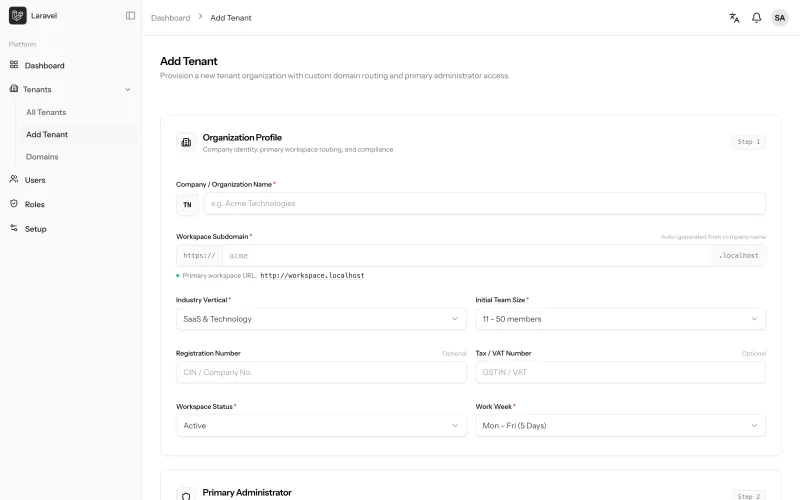 Laravel
Dashboard > Add Tenant
SA
Platform
Dashboard
Tenants
All Tenants
Add Tenant
Domains
Users
Roles
Setup
Add Tenant
Provision a new tenant organization with custom domain routing and primary administrator access.
Organization Profile
Company identity, primary workspace routing, and compliance
Step 1
Company / Organization Name *
TN
e.g. Acme Technologies
Workspace Subdomain *
Auto-generated from company name
https://
acme
.localhost
Primary workspace URL: http://workspace.localhost
Industry Vertical *
Initial Team Size *
SaaS & Technology
11 - 50 members
Registration Number
Optional
Tax / VAT Number
Optional
CIN / Company No.
GSTIN / VAT
Workspace Status *
Work Week *
Active
Mon – Fri (5 Days)
Primary Administrator
Step 2